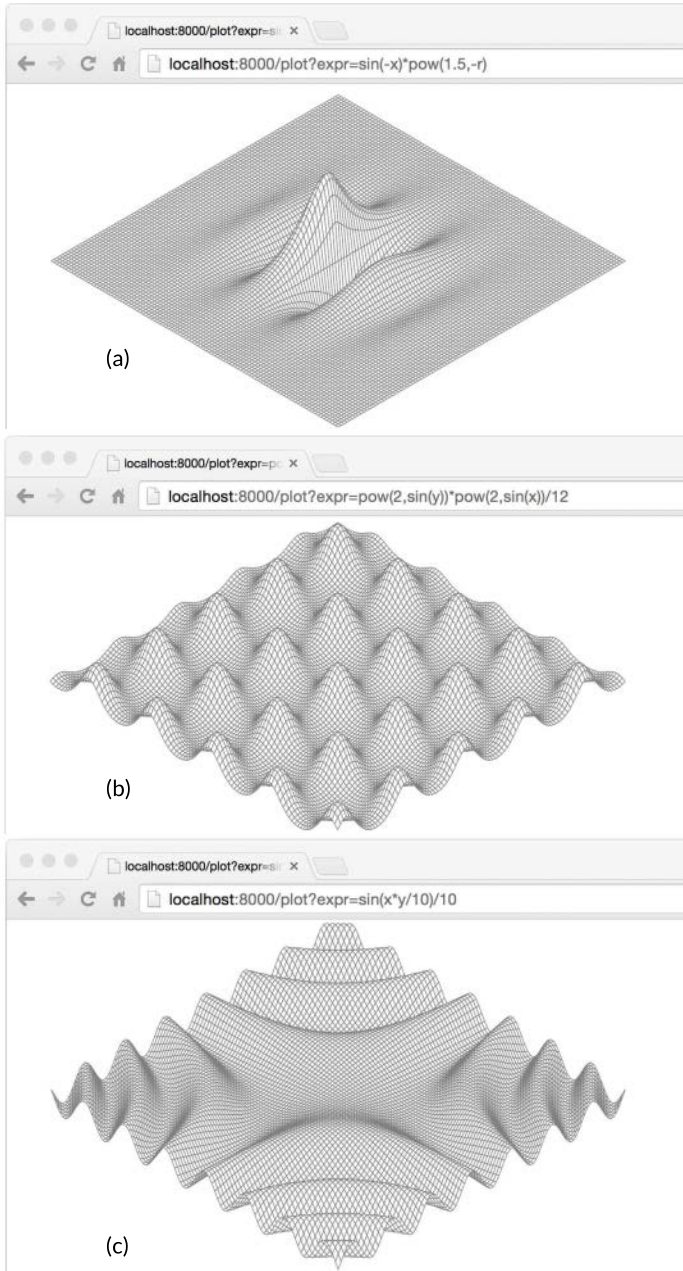 localhost:8000/plot?expr=si
localhost:8000/plot?expr=sin(-x)*pow(1.5,-r)
(a)
localhost:8000/plot?expr=po
localhost:8000/plot?expr=pow(2,sin(y))*pow(2,sin(x))/12
(b)
localhost:8000/plot?expr=si
localhost:8000/plot?expr=sin(x*y/10)/10
(c)